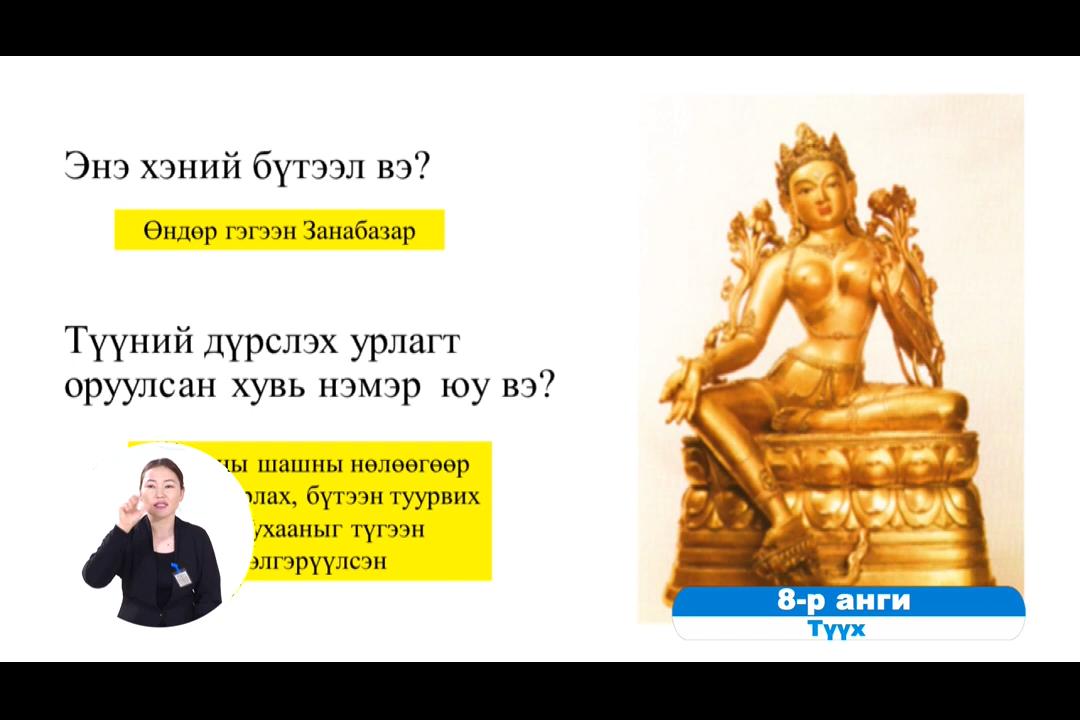 Энэ хэний бүтээл вэ?
Өндөр гэгээн Занабазар
Түүний дүрслэх урлагт
оруулсан хувь нэмэр юу вэ?
шашны нөлөөгөөр
бүтээн туурвих
түгээн
8-р анги
Түүх